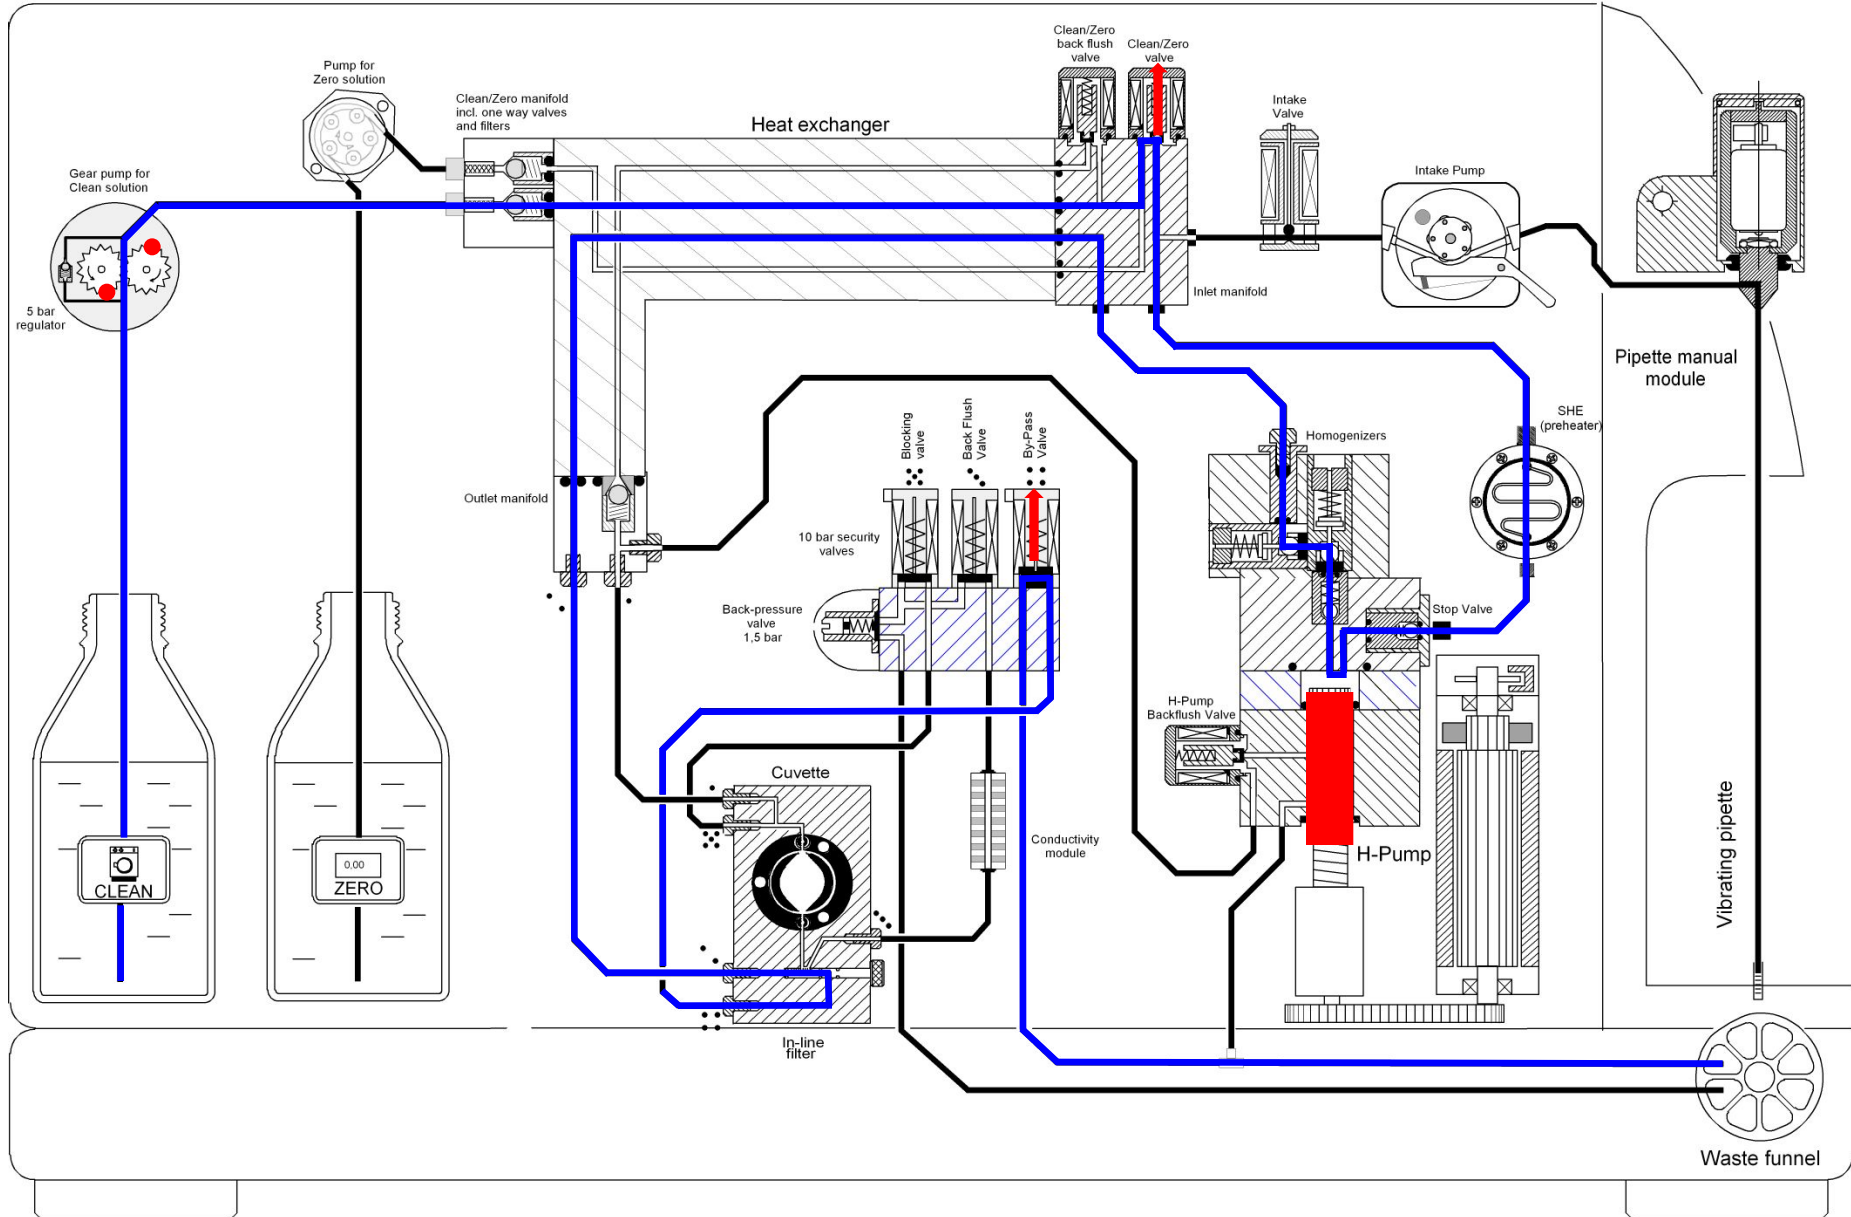 Clean/Zero
back flush
valve
Clean/Zero
valve
Pump for
Zero solution
Clean/Zero manifold
incl. one way valves
and filters
Heat exchanger
Intake
Valve
Gear pump for
Clean solution
Intake Pump
5 bar
regulator
Inlet manifold
Pipette manual
module
SHE
(preheater)
Blocking
valve
Back Flush
Valve
By-Pass
Valve
Homogenizers
Outlet manifold
10 bar security
valves
Back-pressure
valve
1,5 bar
Stop Valve
H-Pump
Backflush Valve
Cuvette
Conductivity
module
H-Pump
Vibrating pipette
0,00
CLEAN
ZERO
In-line
filter
Waste funnel